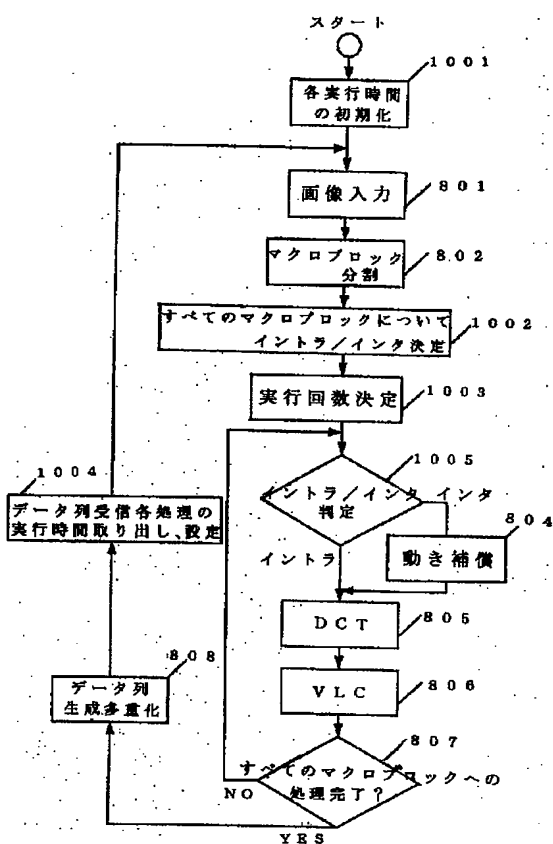 スタート
1001
各実行時間
の初期化
画像入力
801
マクロブロック
分割
802
すべてのマクロブロックについて
イントラ/インタ決定
1002
実行回数決定
1003
1004
データ列受信各処理の
実行時間取り出し、設定
1005
イントラ/インタ
判定
インタ
804
動き補償
イントラ
DCT
805
808
データ列
生成多重化
VLC
806
807
すべてのマクロブロックへの
処理完了?
NO
YES